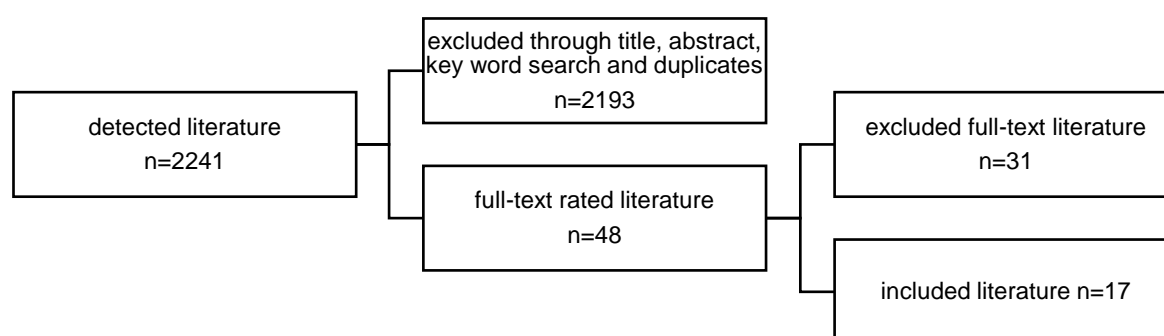 detected literature
n=2241
excluded through title, abstract,
key word search and duplicates
n=2193
full-text rated literature
n=48
excluded full-text literature
n=31
included literature n=17